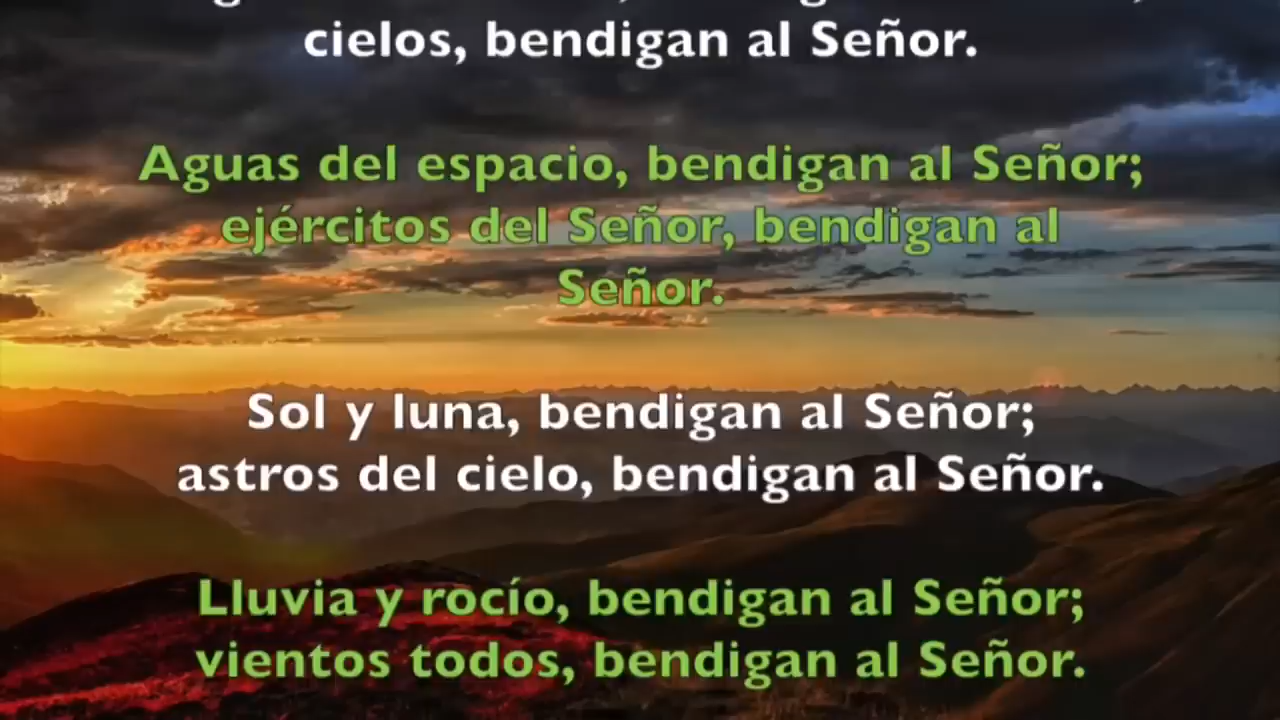 cielos, bendigan al Señor.
Aguas del espacio, bendigan al Señor;
ejércitos del Señor, bendigan al
Señor.
Sol y luna, bendigan al Señor;
astros del cielo, bendigan al Señor.
Lluvia y rocío, bendigan al Señor;
vientos todos, bendigan al Señor.